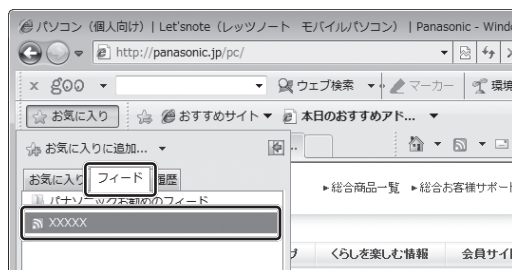 パソコン（個人向け）| Let'snote（レッツノート モバイルパソコン）| Panasonic - Wind
http://panasonic.jp/pc/
x goo ウェブ検索 マーカー 環境
お気に入り おすすめサイト ▼ 本日のおすすめアド... ▼
お気に入りに追加... ▼
お気に入り フィード 履歴
▸総合商品一覧 ▸総合お客様サポート
パナソニックお勧めのフィード
XXXXX
くらしを楽しむ情報 会員サイ